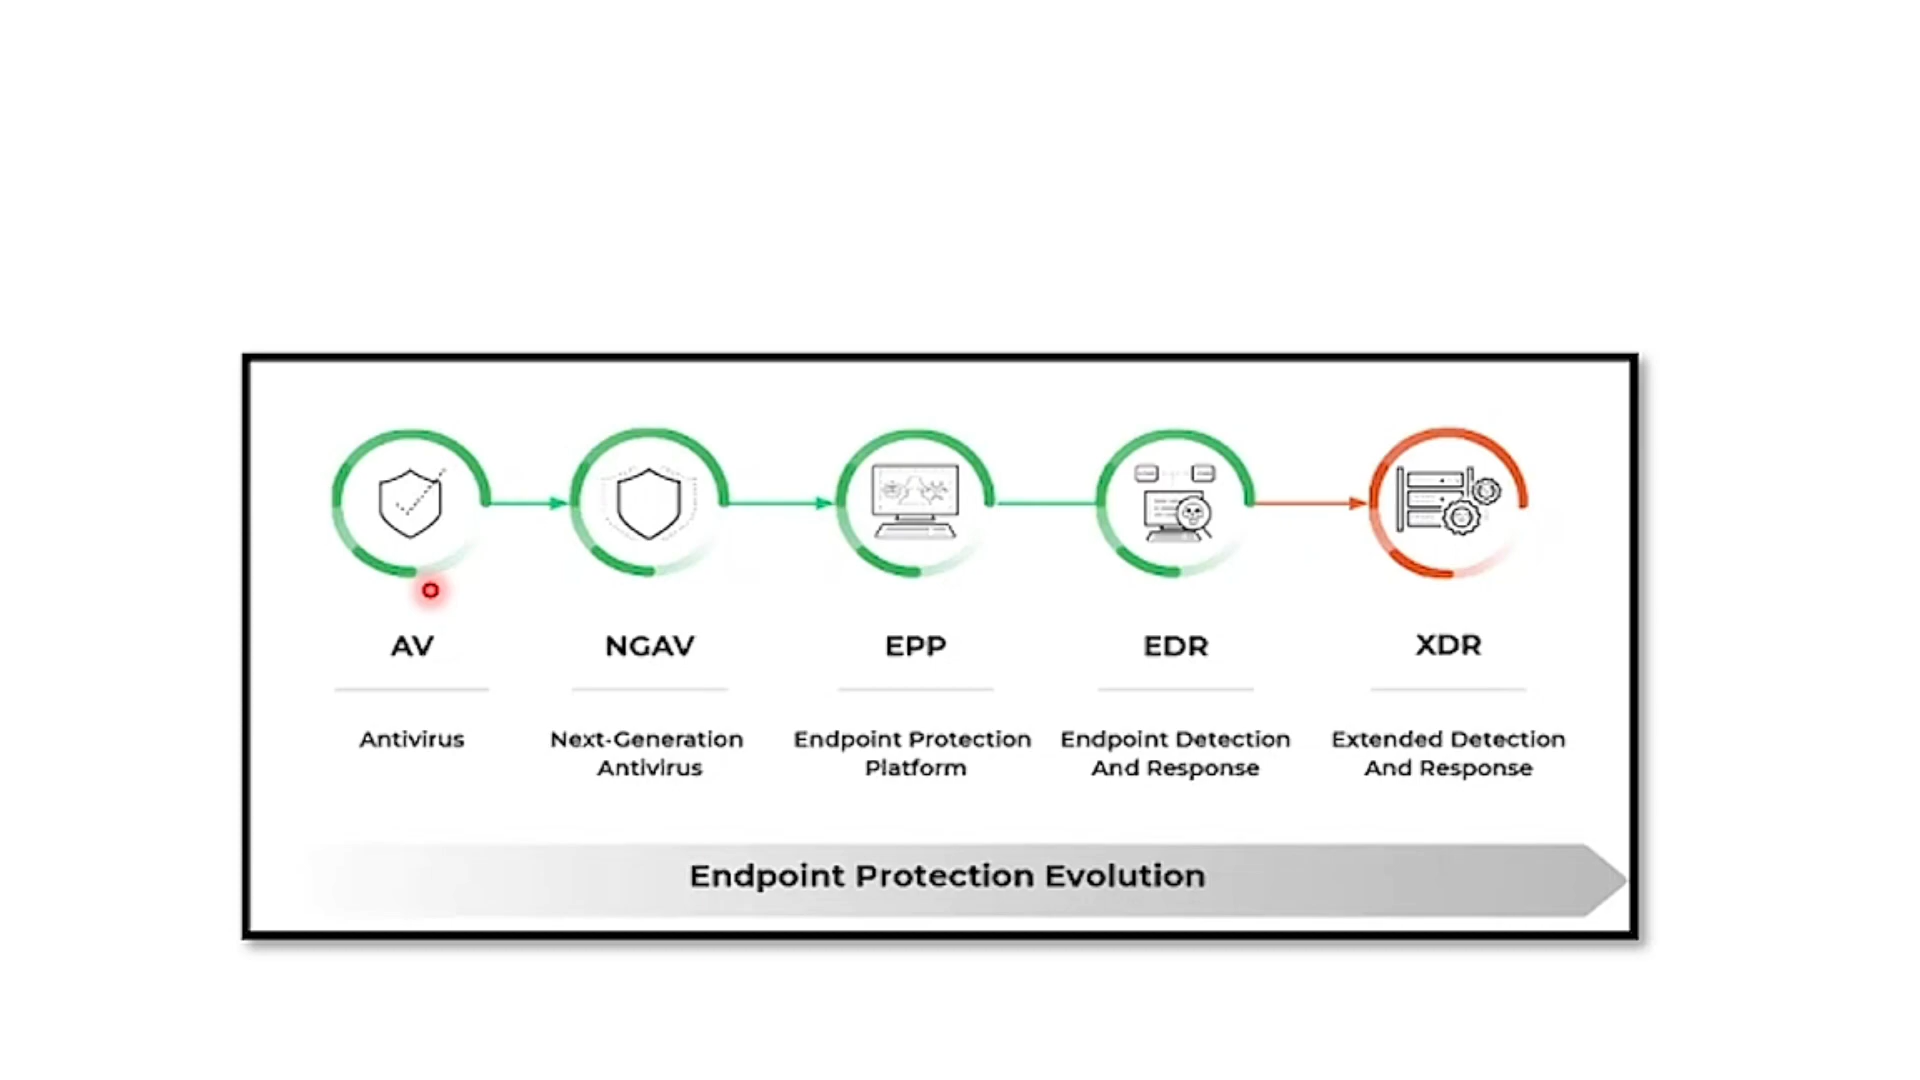 AV
NGAV
EPP
EDR
XDR
Antivirus
Next-Generation
Antivirus
Endpoint Protection
Platform
Endpoint Detection
And Response
Extended Detection
And Response
Endpoint Protection Evolution